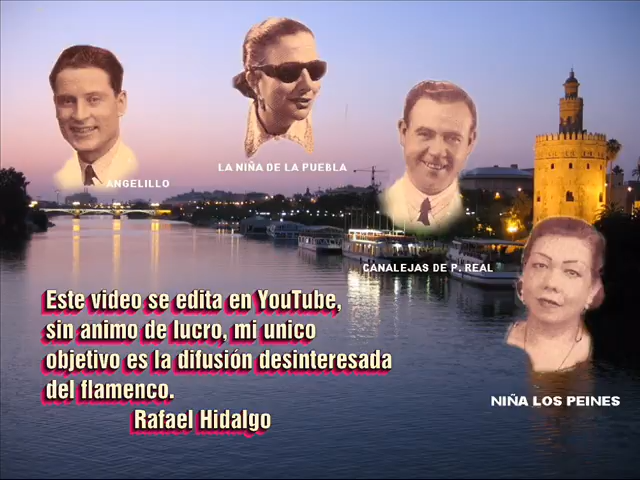 LA NIÑA DE LA PUEBLA
ANGELILLO
CANALEJAS DE P. REAL
Este video se edita en YouTube,
sin animo de lucro, mi unico
objetivo es la difusión desinteresada
del flamenco.
Rafael Hidalgo
NIÑA LOS PEINES